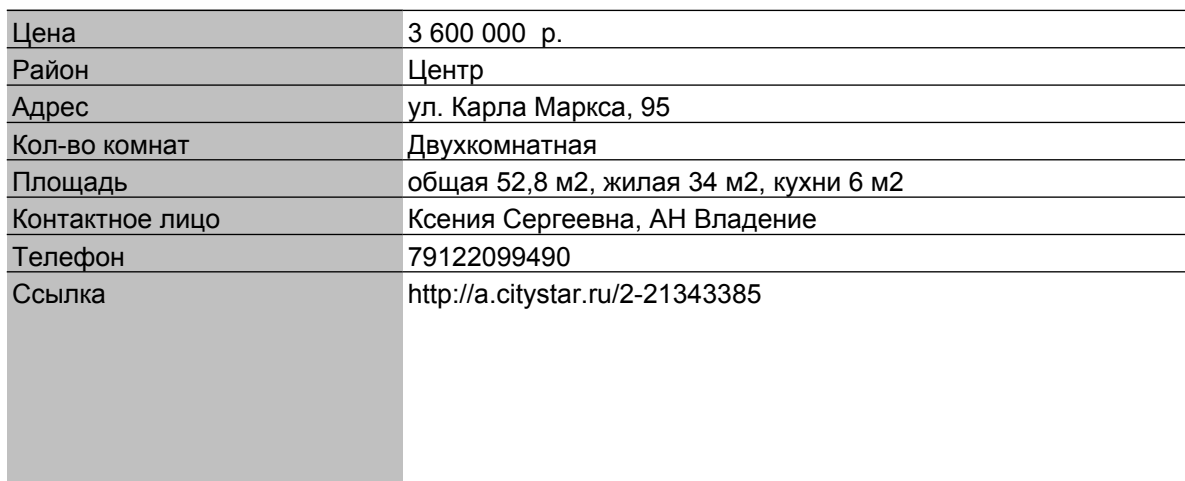 Цена 3 600 000 р.
Район Центр
Адрес ул. Карла Маркса, 95
Кол-во комнат Двухкомнатная
Площадь общая 52,8 м2, жилая 34 м2, кухни 6 м2
Контактное лицо Ксения Сергеевна, АН Владение
Телефон 79122099490
Ссылка http://a.citystar.ru/2-21343385